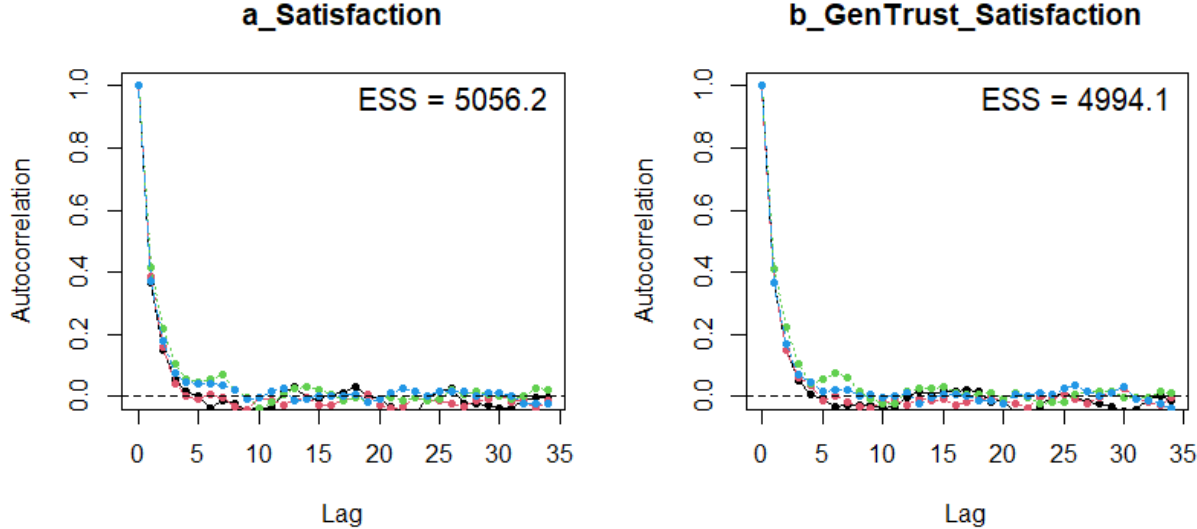 a_Satisfaction
ESS = 5056.2
Autocorrelation
1.0
0.8
0.6
0.4
0.2
0.0
0 5 10 15 20 25 30 35
Lag
b_GenTrust_Satisfaction
ESS = 4994.1
Autocorrelation
1.0
0.8
0.6
0.4
0.2
0.0
0 5 10 15 20 25 30 35
Lag